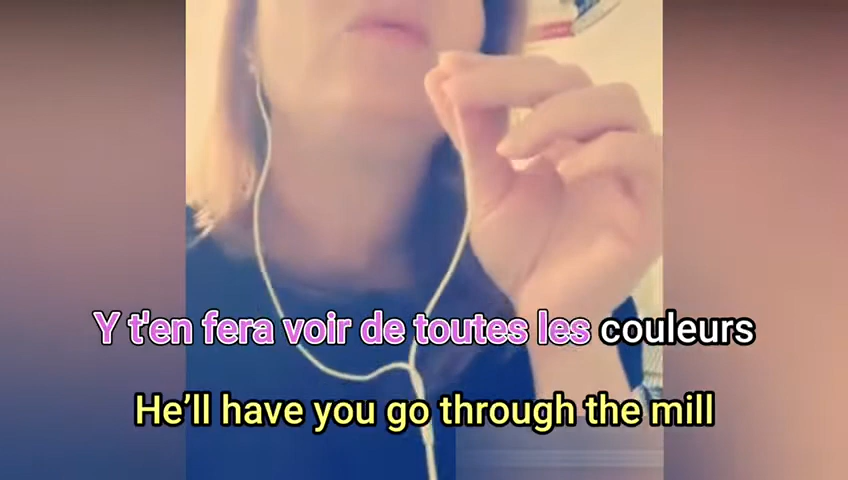 Y t'en fera voir de toutes les couleurs
He’ll have you go through the mill